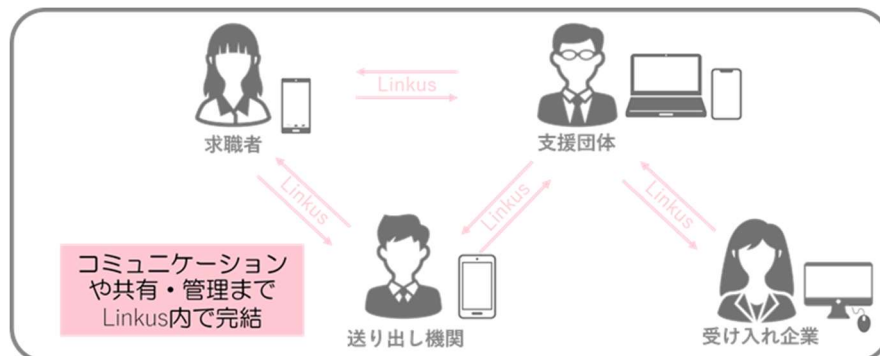 Linkus
求職者
支援団体
Linkus
Linkus
Linkus
コミュニケーション
や共有・管理まで
Linkus内で完結
送り出し機関
受け入れ企業